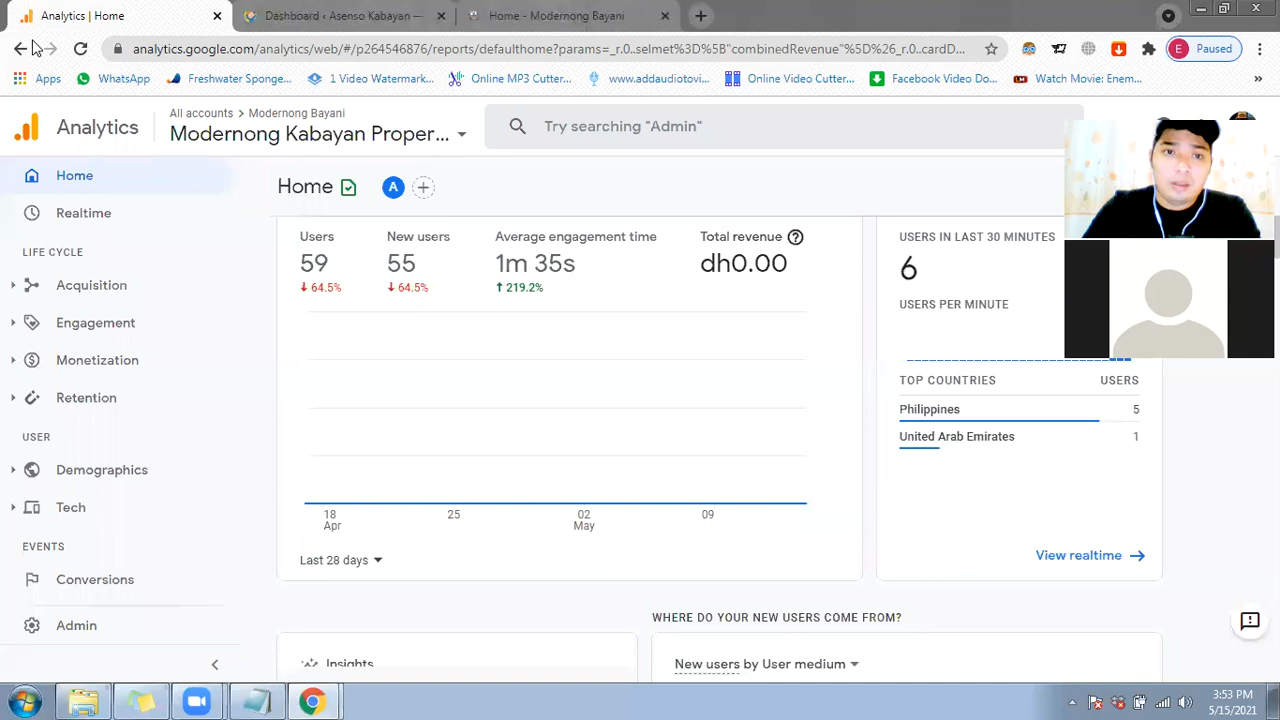 Analytics | Home
Dashboard ‹ Asenso Kabayan —
Home - Modernong Bayani
analytics.google.com/analytics/web/#/p264546876/reports/defaulthome?params=_r.0..selmet%3D%5B"combinedRevenue"%5D%26_r.0..cardD...
E Paused
Apps
WhatsApp
Freshwater Sponge...
1 Video Watermark...
Online MP3 Cutter...
www.addaudiotovi...
Online Video Cutter...
Facebook Video Do...
Watch Movie: Enem...
»
Analytics
All accounts > Modernong Bayani
Modernong Kabayan Proper...
Try searching "Admin"
Home
Realtime
LIFE CYCLE
Acquisition
Engagement
Monetization
Retention
USER
Demographics
Tech
EVENTS
Conversions
Admin
Home
A
Users
59
64.5%
New users
55
64.5%
Average engagement time
1m 35s
219.2%
Total revenue
dh0.00
18
Apr
25
02
May
09
Last 28 days
USERS IN LAST 30 MINUTES
6
USERS PER MINUTE
TOP COUNTRIES USERS
Philippines 5
United Arab Emirates 1
View realtime
Insights
WHERE DO YOUR NEW USERS COME FROM?
New users by User medium
3:53 PM
5/15/2021